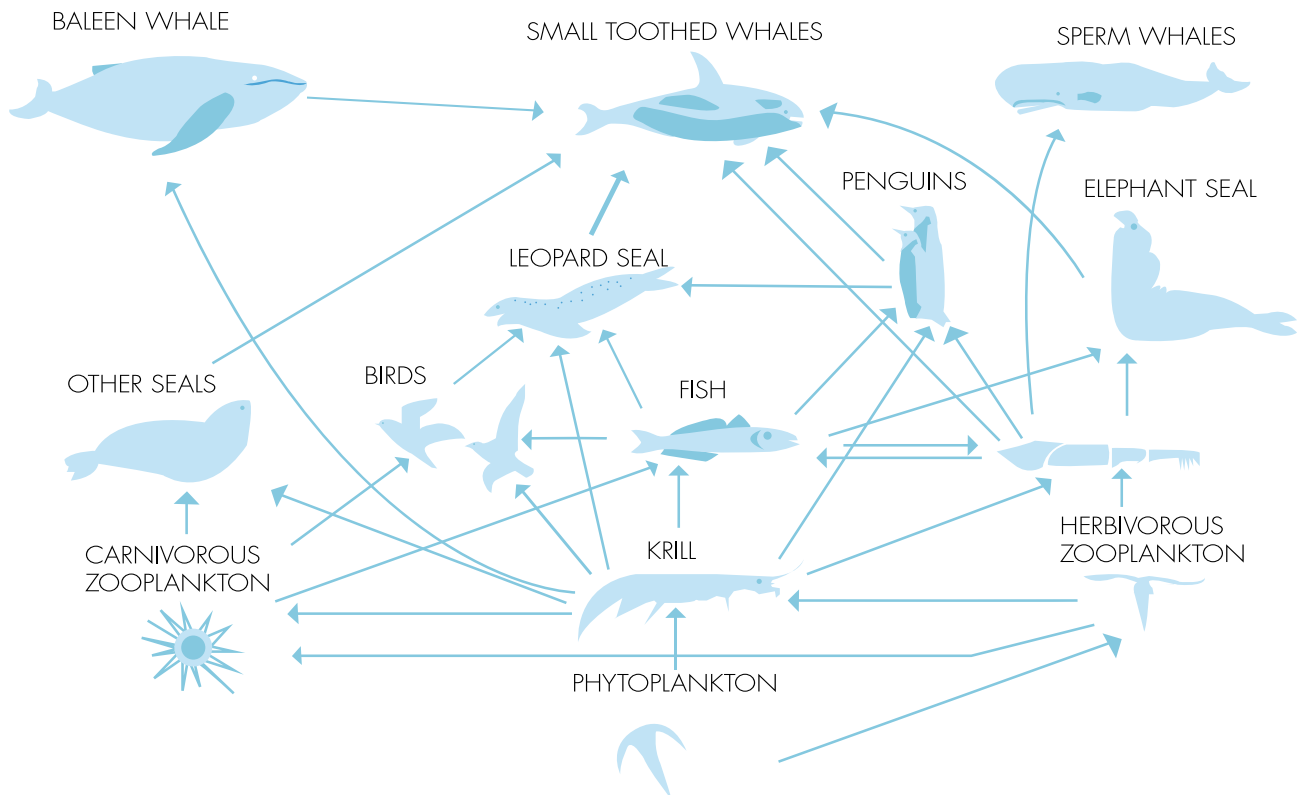 BALEEN WHALE
SMALL TOOTHED WHALES
SPERM WHALES
PENGUINS
ELEPHANT SEAL
LEOPARD SEAL
OTHER SEALS
BIRDS
FISH
CARNIVOROUS
ZOOPLANKTON
KRILL
HERBIVOROUS
ZOOPLANKTON
PHYTOPLANKTON